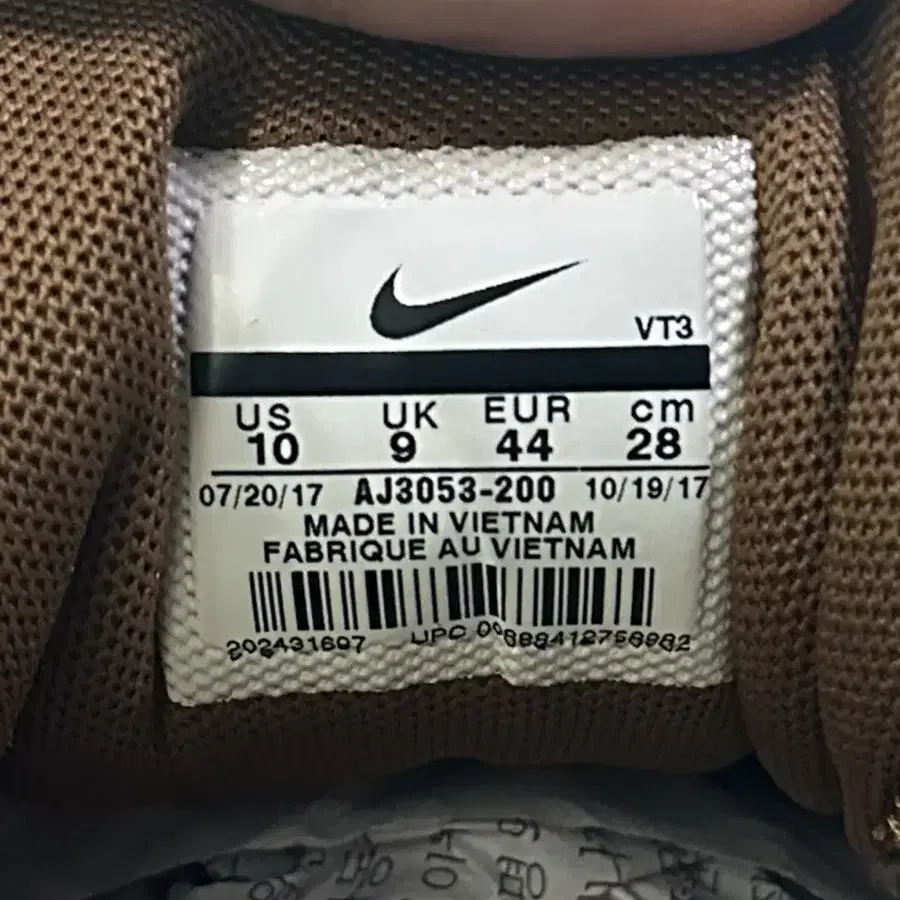 VT3
US UK EUR cm
10 9 44 28
07/20/17 AJ3053-200 10/19/17
MADE IN VIETNAM
FABRIQUE AU VIETNAM
202431697 UPC 00888412756982